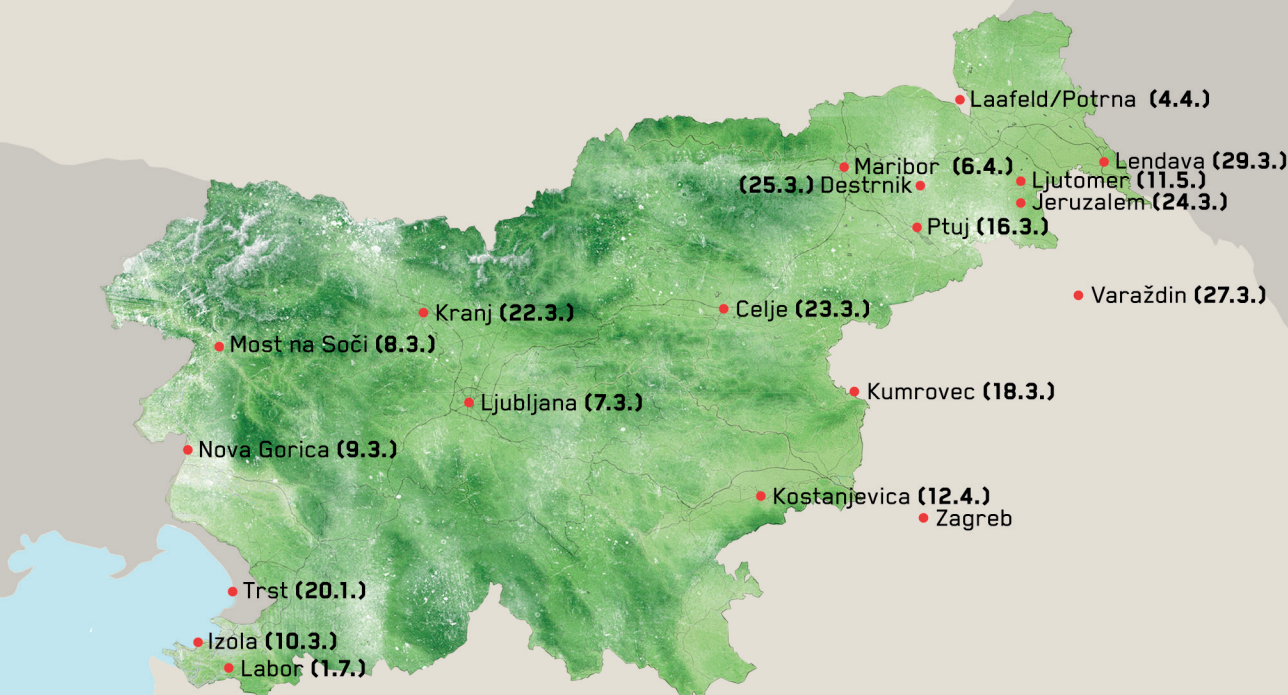 Laafeld/Potrna (4.4.)
Maribor (6.4.)
Lendava (29.3.)
(25.3.) Destrnik
Ljutomer (11.5.)
Jeruzalem (24.3.)
Ptuj (16.3.)
Varaždin (27.3.)
Kranj (22.3.)
Celje (23.3.)
Most na Soči (8.3.)
Kumrovec (18.3.)
Ljubljana (7.3.)
Nova Gorica (9.3.)
Kostanjevica (12.4.)
Zagreb
Trst (20.1.)
Izola (10.3.)
Labor (1.7.)